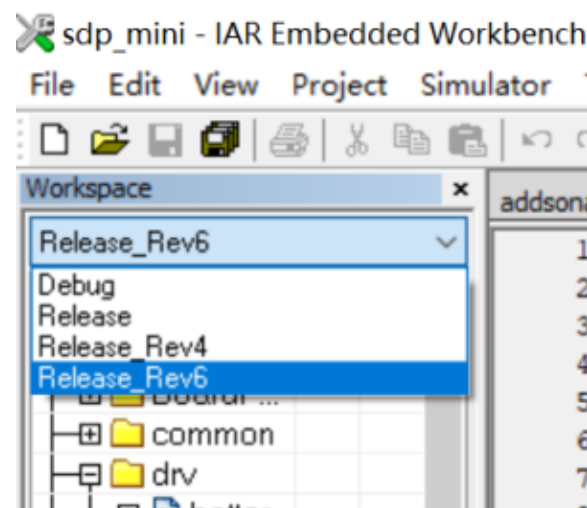 sdp_mini - IAR Embedded Workbench
File Edit View Project Simulator
Workspace
addsona
Release_Rev6
Debug
Release
Release_Rev4
Release_Rev6
common
drv
1
2
3
4
5
6
7